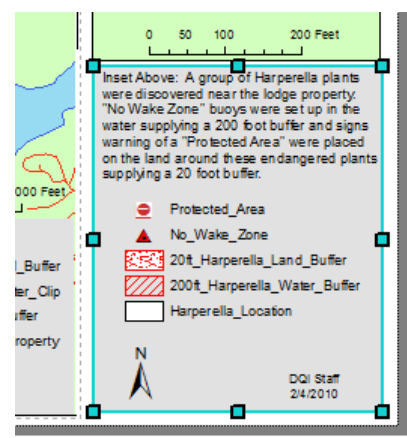 0 50 100 200 Feet
Inset Above: A group of Harperella plants
were discovered near the lodge property.
"No Wake Zone" buoys were set up in the
water supplying a 200 foot buffer and signs
warning of a "Protected Area" were placed
on the land around these endangered plants
supplying a 20 foot buffer.
000 Feet
Protected_Area
No_Wake_Zone
20ft_Harperella_Land_Buffer
200ft_Harperella_Water_Buffer
Harperella_Location
_Buffer
ter_Clip
uffer
roperty
N
DQI Staff
2/4/2010